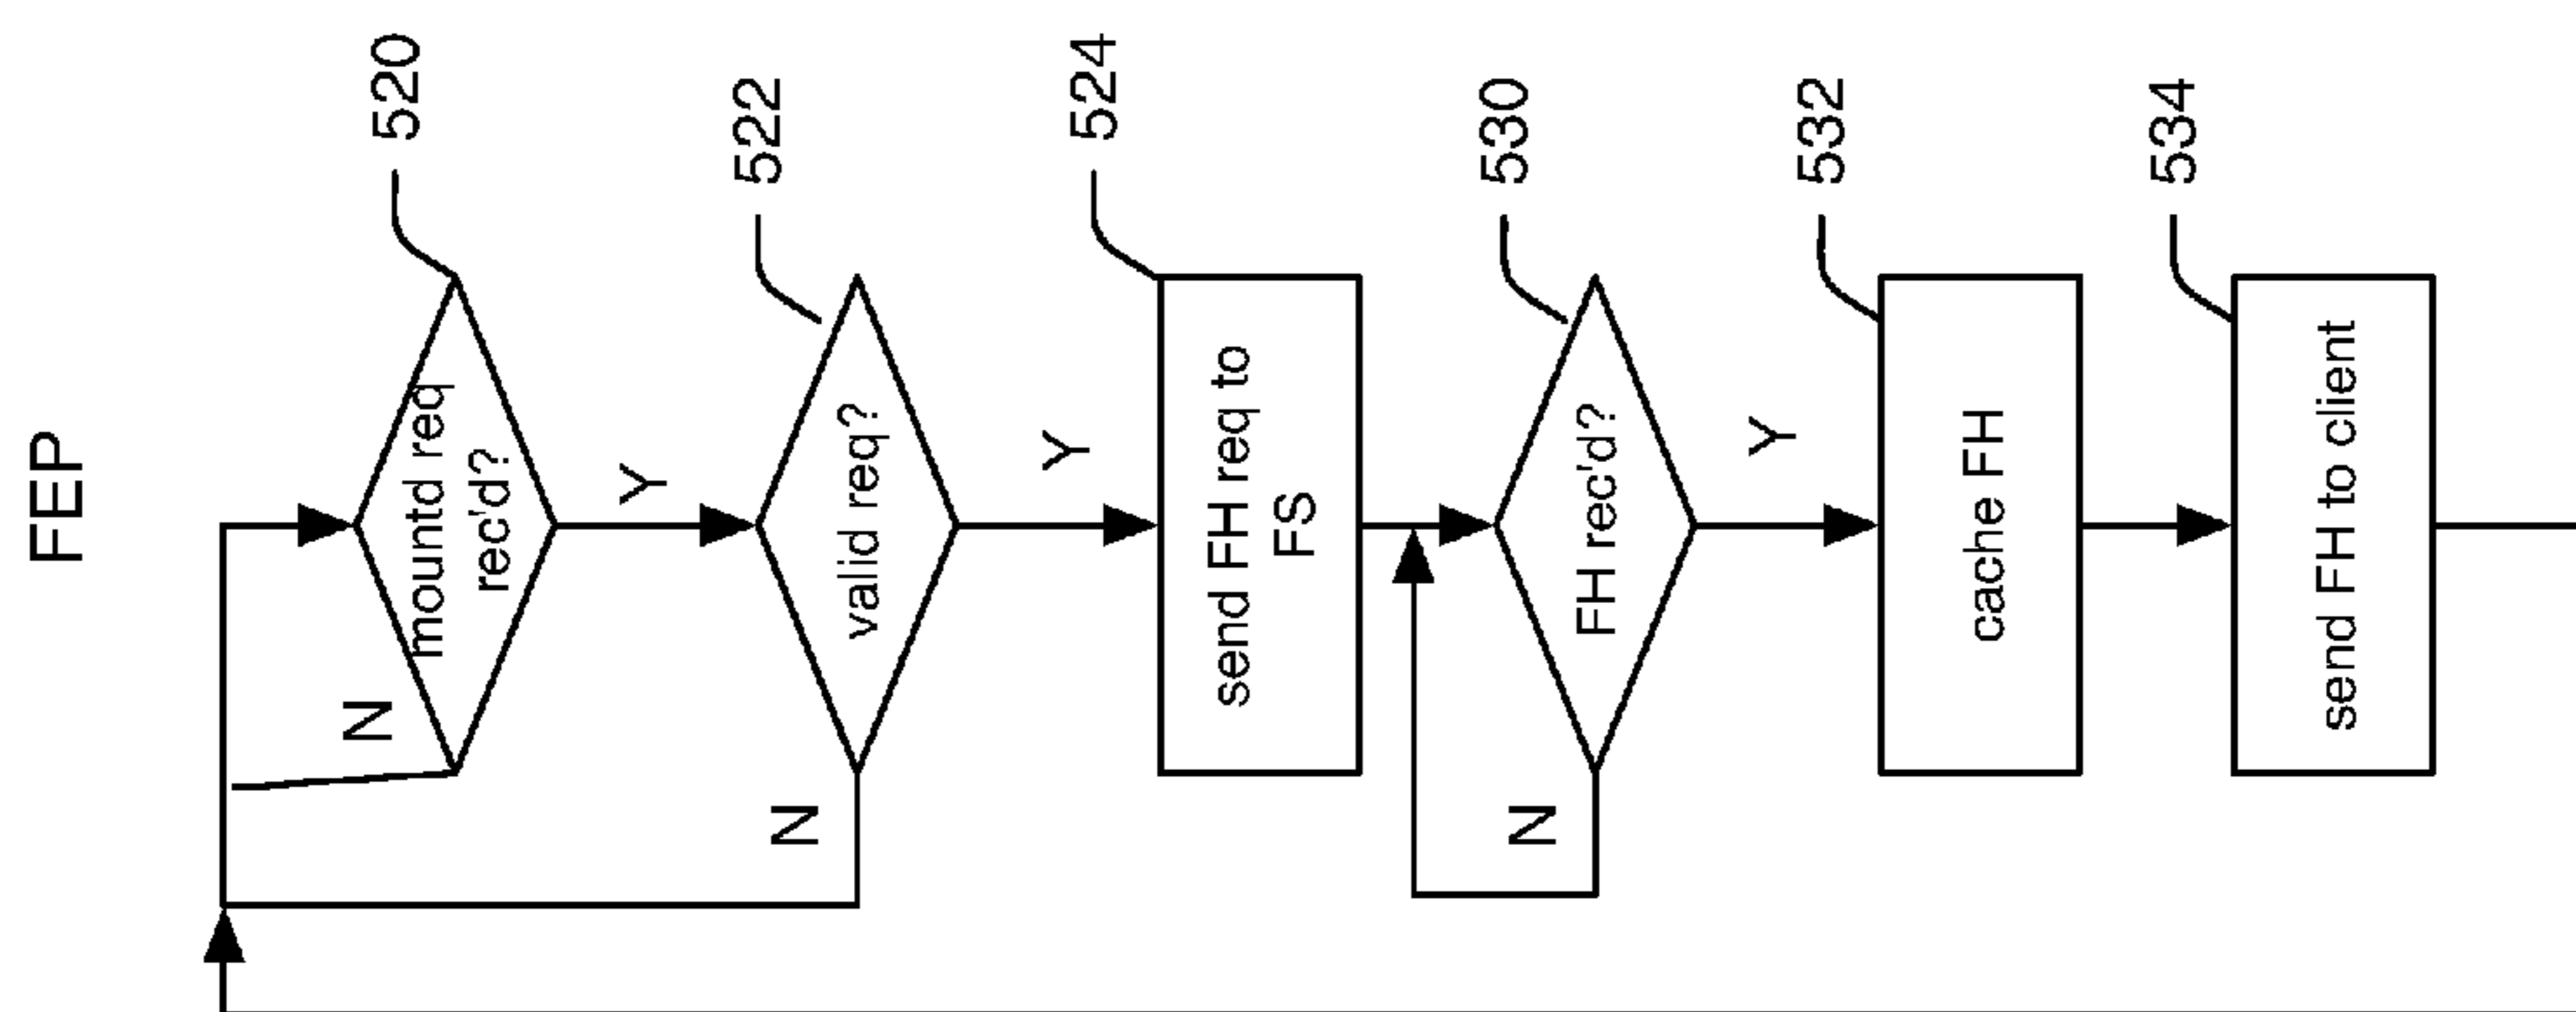 FEP
520
mountd req
rec'd?
N
Y
522
valid req?
N
Y
524
send FH req to
FS
530
FH rec'd?
N
Y
532
cache FH
534
send FH to client